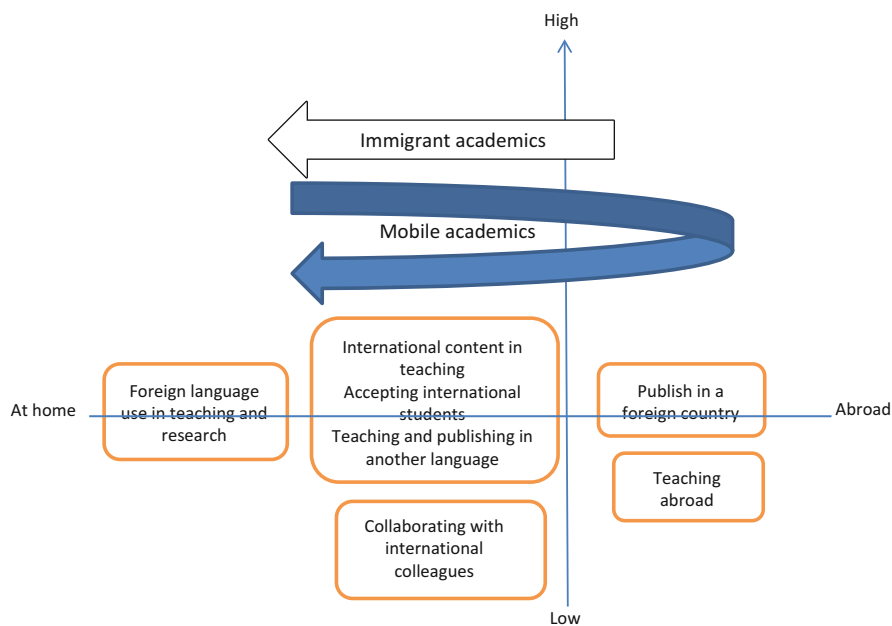 High
Immigrant academics
Mobile academics
International content in
teaching
Accepting international
students
Teaching and publishing in
another language
Foreign language
use in teaching and
research
Publish in a
foreign country
At home
Abroad
Teaching
abroad
Collaborating with
international
colleagues
Low